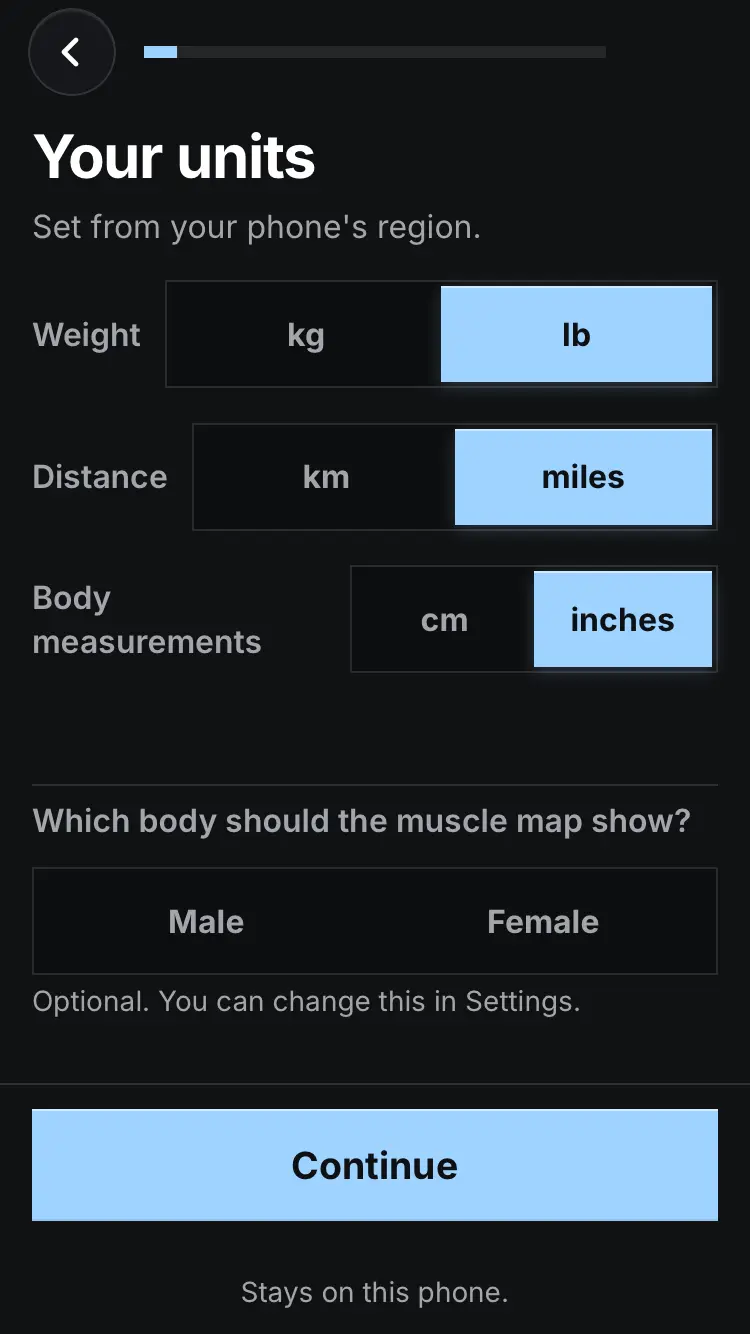 Your units
Set from your phone's region.
Weight kg lb
Distance km miles
Body
measurements cm inches
Which body should the muscle map show?
Male Female
Optional. You can change this in Settings.
Continue
Stays on this phone.